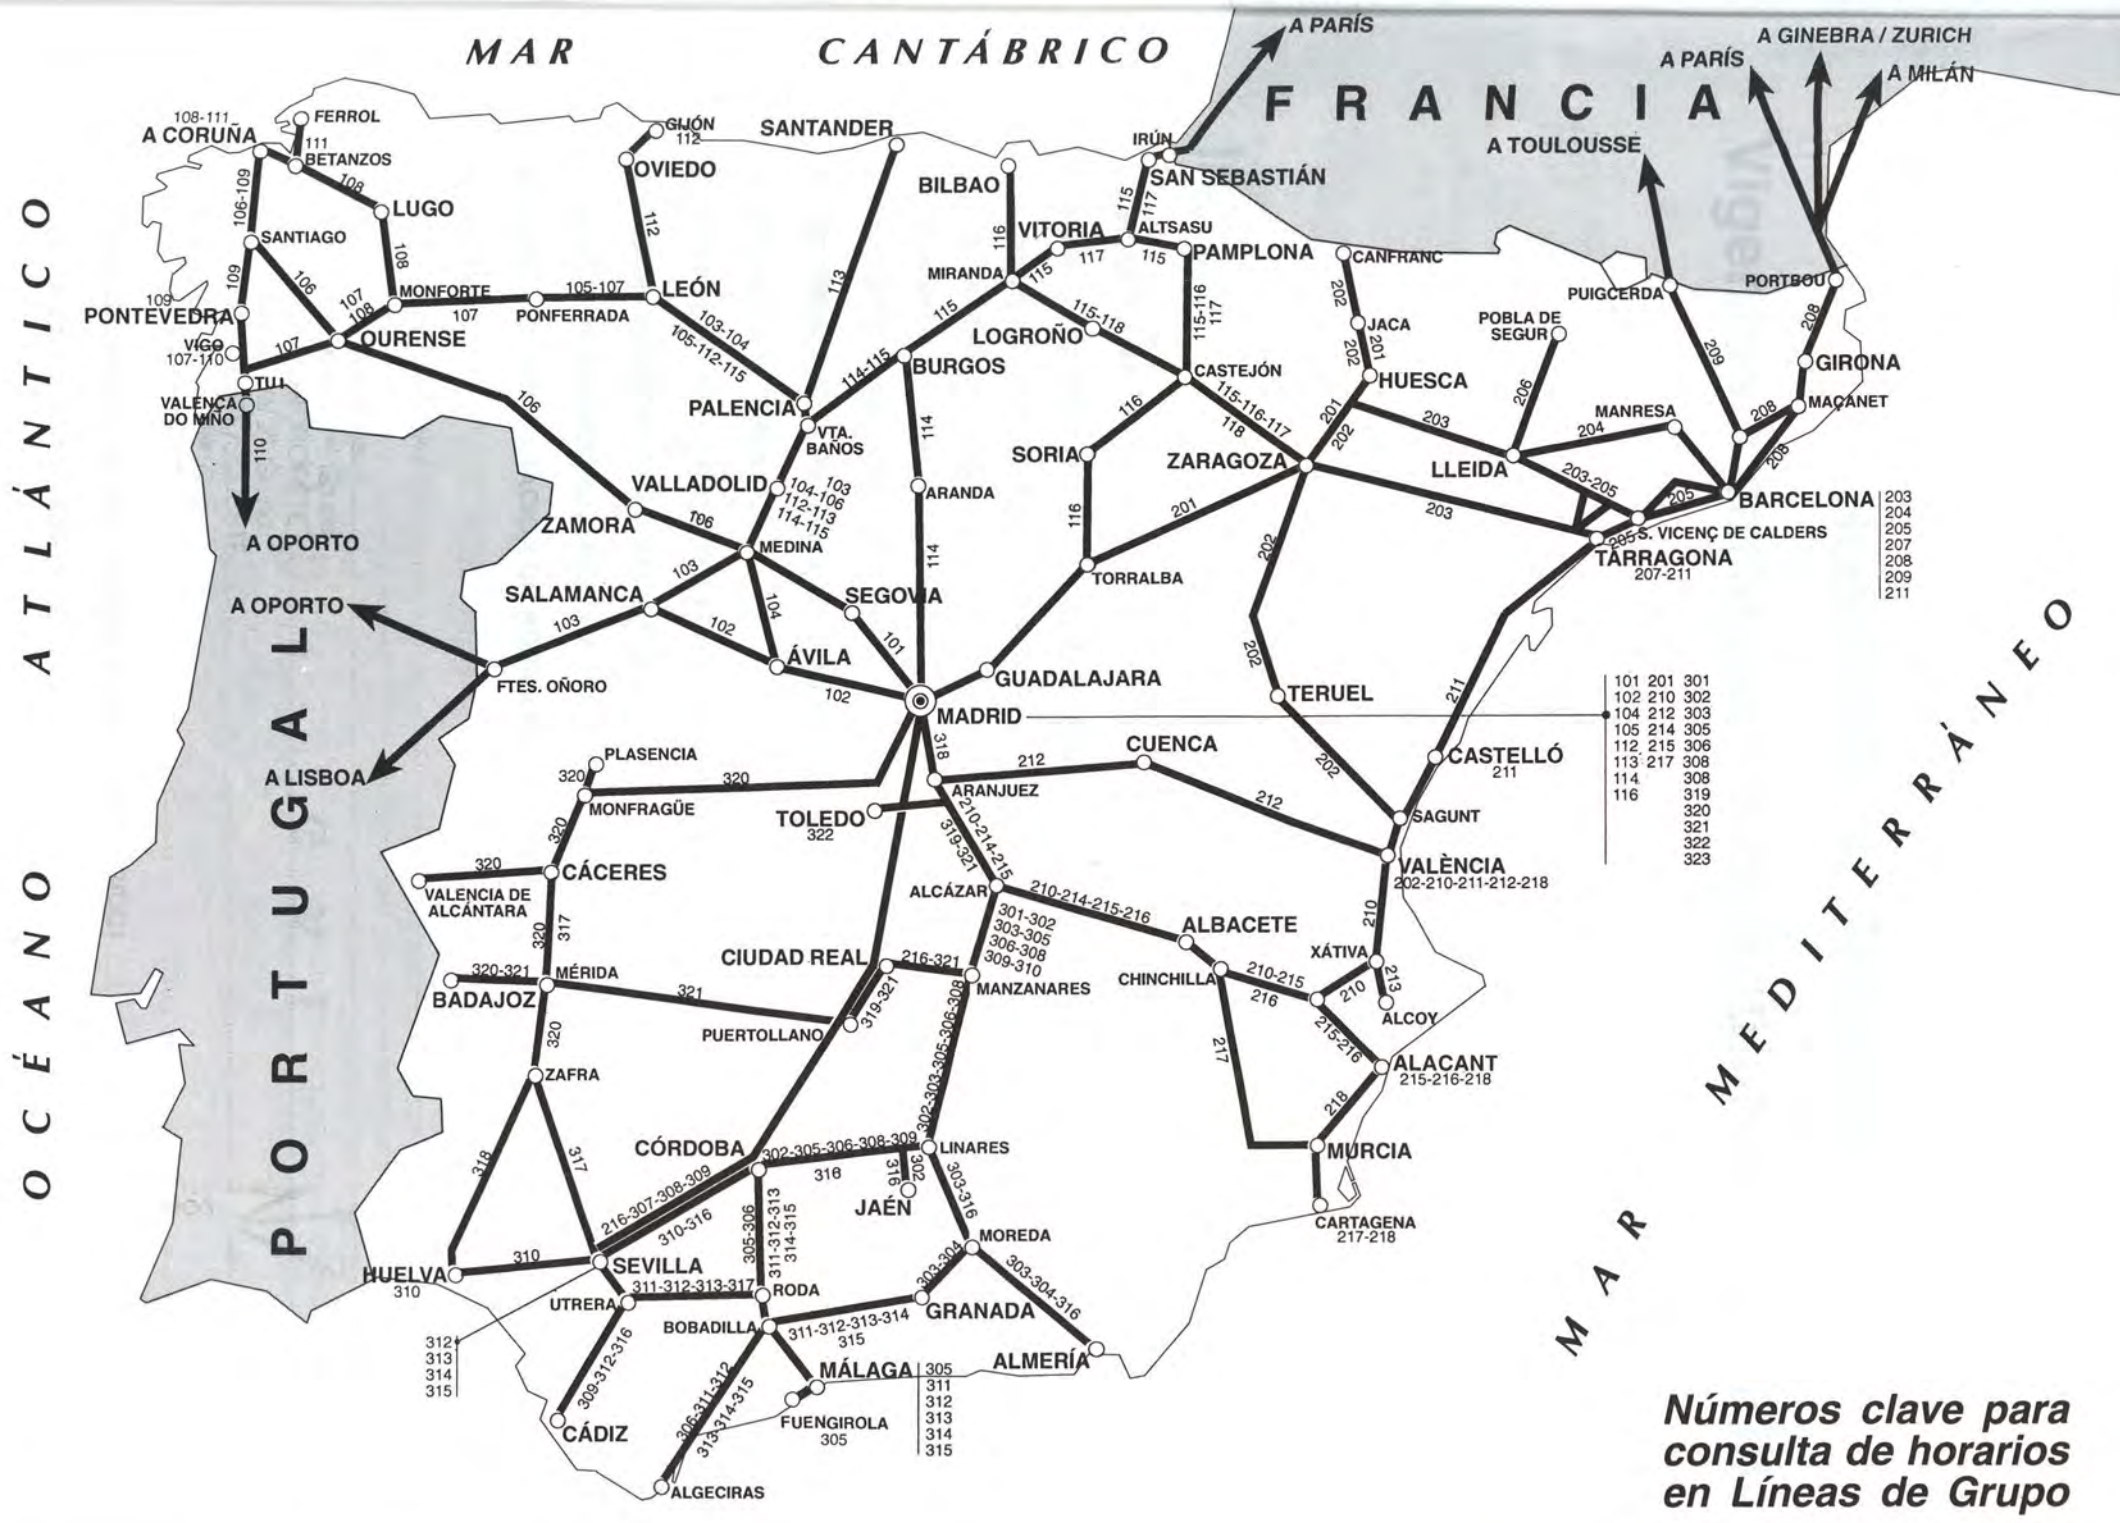 MAR CANTÁBRICO
A PARÍS
A GINEBRA / ZURICH
A PARÍS
A MILÁN
FRANCIA
A TOULOUSSE
108-111
A CORUÑA
FERROL
111
BETANZOS
108
LUGO
106-109
SANTIAGO
108
109
106
109
PONTEVEDRA
107
108
MONFORTE
107
PONFERRADA
105-107
VIGO
107-110
107
OURENSE
TUI
VALENÇA
DO MIÑO
110
A OPORTO
GIJÓN
112
OVIEDO
112
LEÓN
103-104
105-112-115
SANTANDER
113
PALENCIA
VTA.
BAÑOS
114-115
BURGOS
115
BILBAO
116
MIRANDA
VITORIA
115
117
ALTSASU
115
117
115
PAMPLONA
IRÚN
SAN SEBASTIÁN
115-118
LOGROÑO
115-116
117
CASTEJÓN
116
115-116-117
118
SORIA
116
ZARAGOZA
201
TORRALBA
CANFRANC
202
JACA
201
202
HUESCA
201
202
203
POBLA DE
SEGUR
206
LLEIDA
204
MANRESA
203-205
203
205
PUIGCERDA
209
PORTBOU
208
GIRONA
MAÇANET
208
208
BARCELONA
203
204
205
207
208
209
211
S. VICENÇ DE CALDERS
205
TARRAGONA
207-211
106
ZAMORA
106
VALLADOLID
103
104-106
112-113
114-115
MEDINA
114
ARANDA
114
103
SALAMANCA
103
102
104
SEGOVIA
101
ÁVILA
102
A OPORTO
FTES. OÑORO
A LISBOA
GUADALAJARA
MADRID
101 201 301
102 210 302
104 212 303
105 214 305
112 215 306
113 217 308
114 308
116 319
320
321
322
323
202
202
TERUEL
202
211
CASTELLÓ
211
SAGUNT
VALÈNCIA
202-210-211-212-218
PLASENCIA
320
MONFRAGÜE
320
320
318
ARANJUEZ
212
CUENCA
212
TOLEDO
322
210-214-215
319-321
CÁCERES
320
VALENCIA DE
ALCÁNTARA
320
317
ALCÁZAR
210-214-215-216
301-302
303-305
306-308
309-310
ALBACETE
CHINCHILLA
210-215
216
210
XÁTIVA
210
213
ALCOY
215-216
ALACANT
215-216-218
217
218
MURCIA
CARTAGENA
217-218
320-321
BADAJOZ
MÉRIDA
321
CIUDAD REAL
216-321
MANZANARES
319-321
PUERTOLLANO
320
ZAFRA
318
317
302-303-305-306-308
CÓRDOBA
302-305-306-308-309
316
LINARES
316
302
JAÉN
303-316
216-307-308-309
310-316
305-306
311-312-313
314-315
MOREDA
303-304
303-304-316
GRANADA
ALMERÍA
HUELVA
310
310
SEVILLA
312
313
314
315
UTRERA
311-312-313-317
RODA
BOBADILLA
311-312-313-314
315
309-312-316
CÁDIZ
306-311-312
313-314-315
MÁLAGA
305
311
312
313
314
315
FUENGIROLA
305
ALGECIRAS
OCÉANO ATLÁNTICO
PORTUGAL
MAR MEDITERRÁNEO
Números clave para
consulta de horarios
en Líneas de Grupo